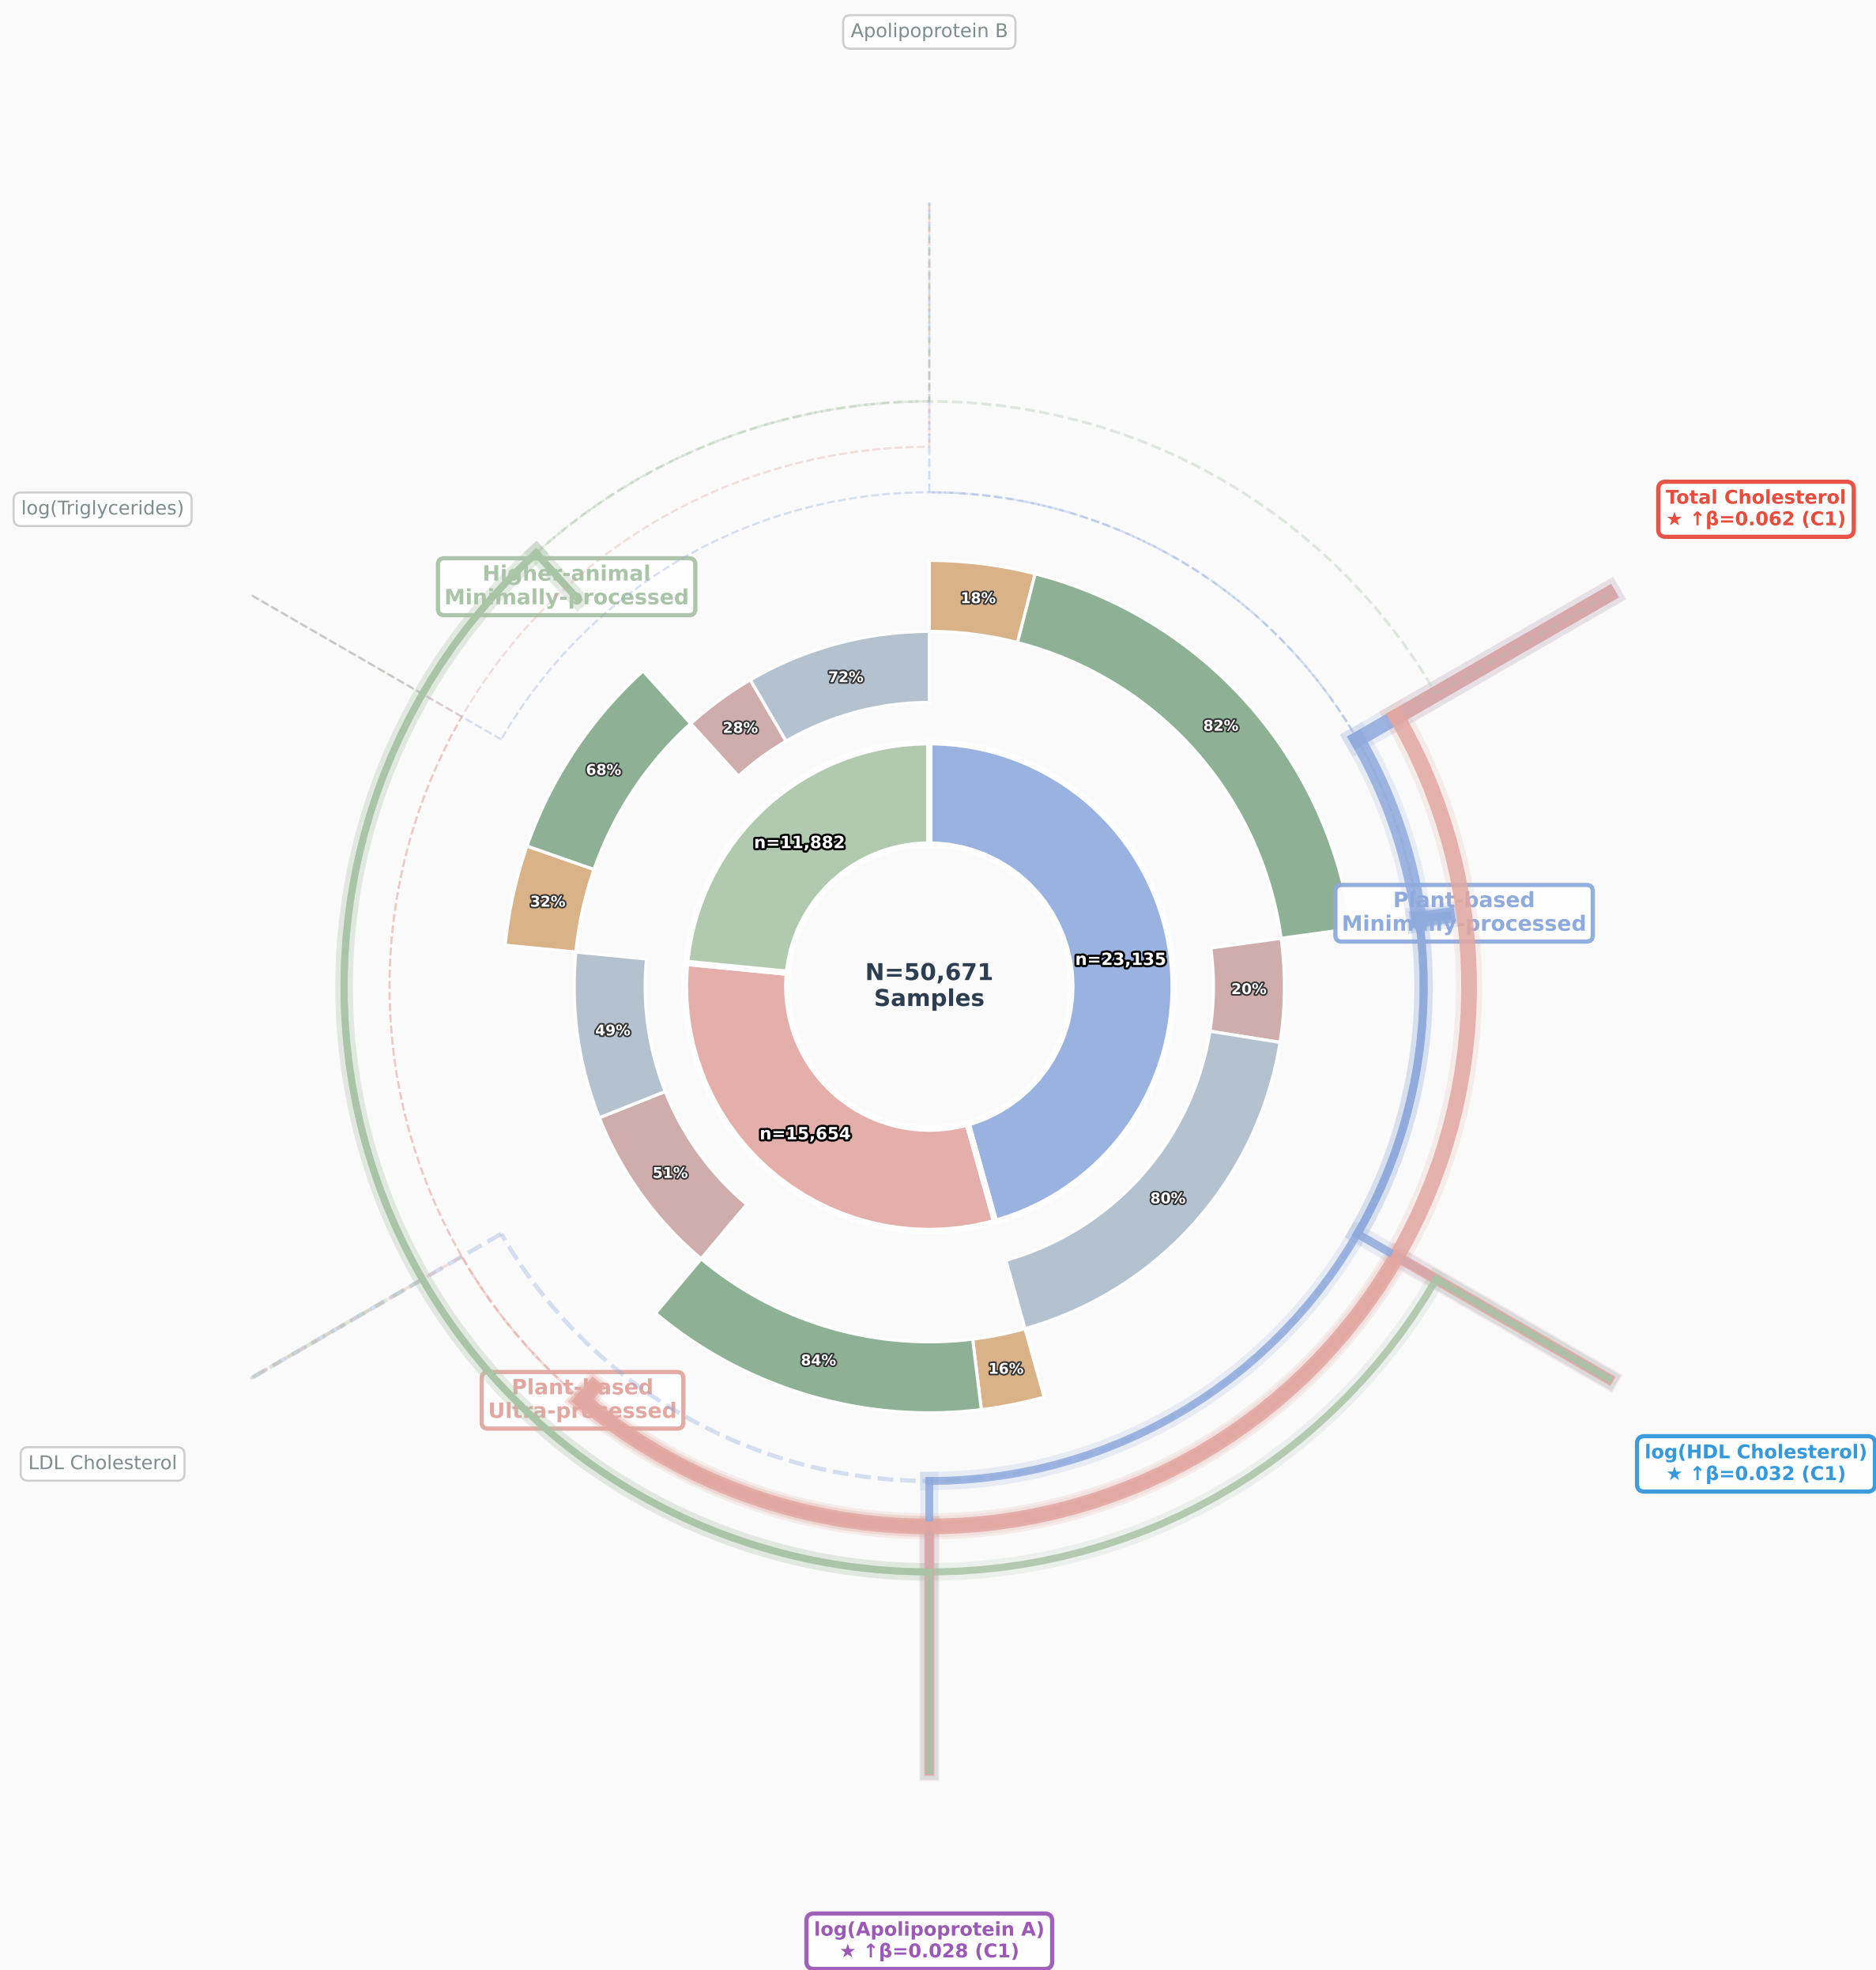 Apolipoprotein B
Total Cholesterol
★ ↑β=0.062 (C1)
log(Triglycerides)
Higher-animal
Minimally-processed
18%
82%
72%
28%
68%
32%
n=11,882
n=23,135
Plant-based
Minimally-processed
N=50,671
Samples
20%
49%
51%
80%
n=15,654
84%
16%
Plant-based
Ultra-processed
LDL Cholesterol
log(HDL Cholesterol)
★ ↑β=0.032 (C1)
log(Apolipoprotein A)
★ ↑β=0.028 (C1)